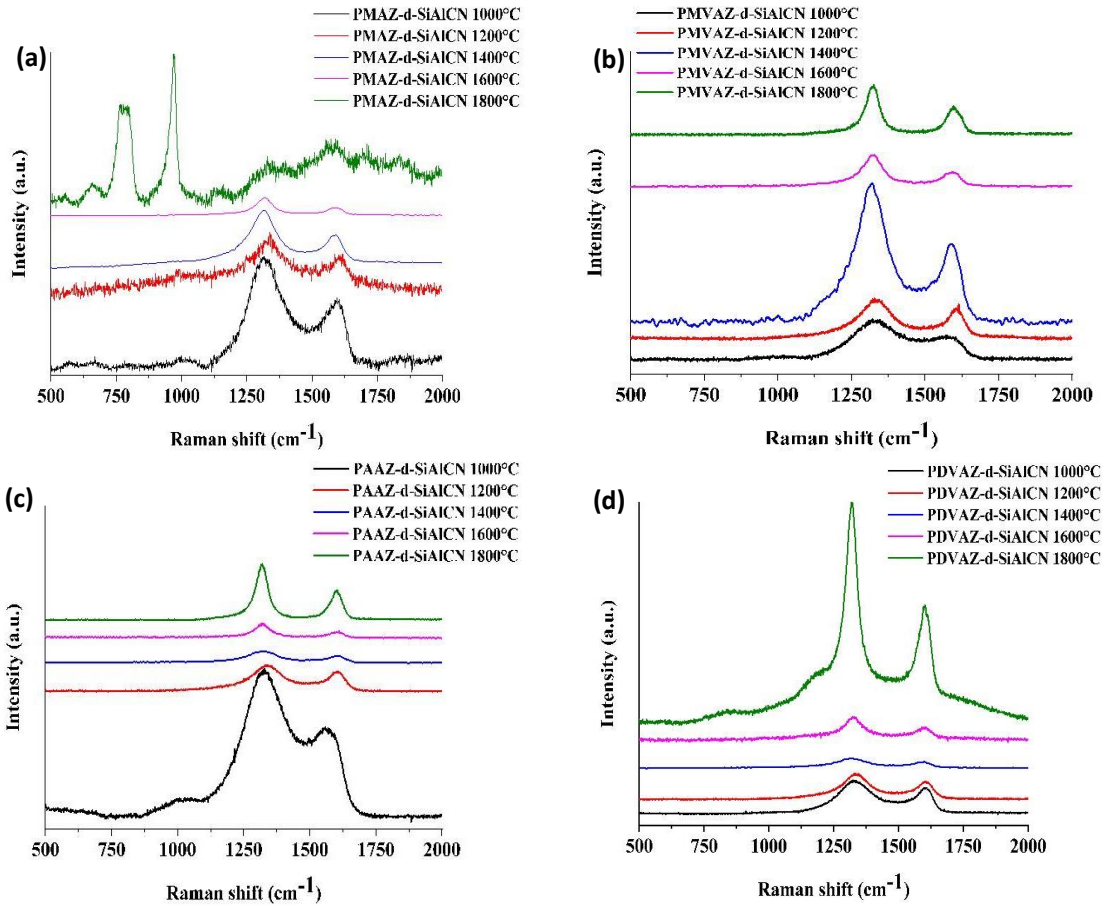 (a)
PMAZ-d-SiAlCN 1000°C
PMAZ-d-SiAlCN 1200°C
PMAZ-d-SiAlCN 1400°C
PMAZ-d-SiAlCN 1600°C
PMAZ-d-SiAlCN 1800°C
Intensity (a.u.)
500 750 1000 1250 1500 1750 2000
Raman shift (cm-1)
(b)
PMVAZ-d-SiAlCN 1000°C
PMVAZ-d-SiAlCN 1200°C
PMVAZ-d-SiAlCN 1400°C
PMVAZ-d-SiAlCN 1600°C
PMVAZ-d-SiAlCN 1800°C
Intensity (a.u.)
500 750 1000 1250 1500 1750 2000
Raman shift (cm-1)
(c)
PAAZ-d-SiAlCN 1000°C
PAAZ-d-SiAlCN 1200°C
PAAZ-d-SiAlCN 1400°C
PAAZ-d-SiAlCN 1600°C
PAAZ-d-SiAlCN 1800°C
Intensity (a.u.)
500 750 1000 1250 1500 1750 2000
Raman shift (cm-1)
(d)
PDVAZ-d-SiAlCN 1000°C
PDVAZ-d-SiAlCN 1200°C
PDVAZ-d-SiAlCN 1400°C
PDVAZ-d-SiAlCN 1600°C
PDVAZ-d-SiAlCN 1800°C
Intensity (a.u.)
500 750 1000 1250 1500 1750 2000
Raman shift (cm-1)